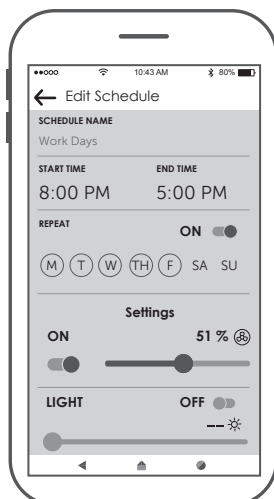 10:43 AM 80%
Edit Schedule
SCHEDULE NAME
Work Days
START TIME END TIME
8:00 PM 5:00 PM
REPEAT ON
M T W TH F SA SU
Settings
ON 51 %
LIGHT OFF
--